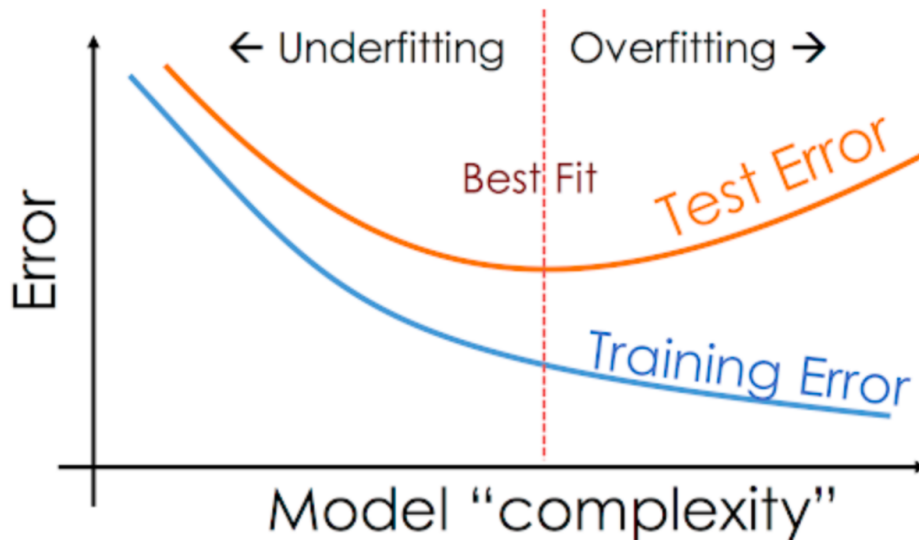 ← Underfitting
Overfitting →
Best Fit
Test Error
Error
Training Error
Model “complexity”